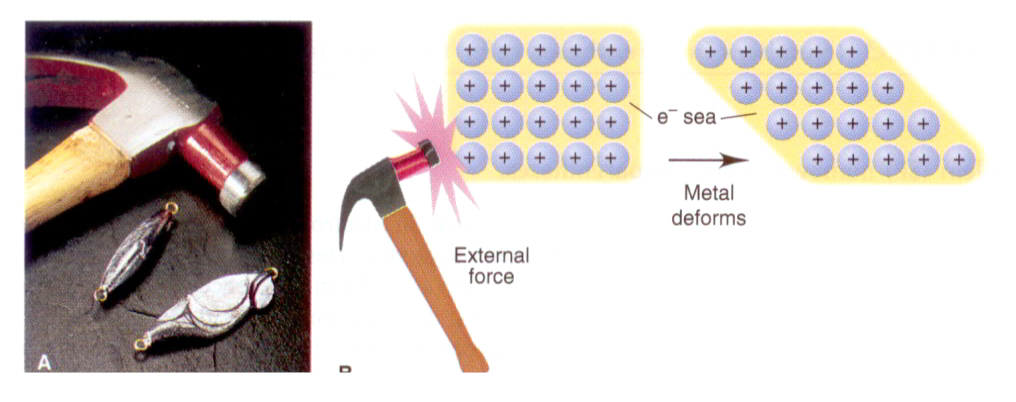 e⁻ sea
Metal
deforms
External
force
A